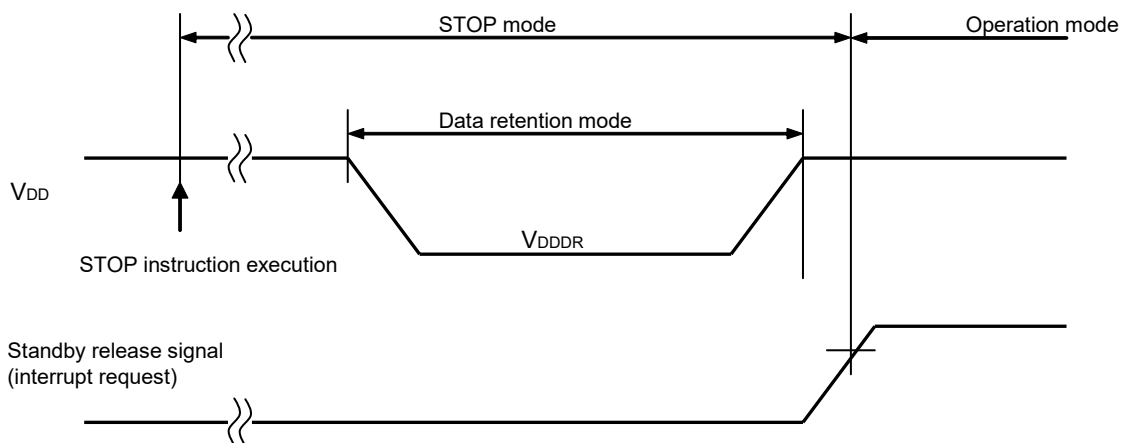 STOP mode
Operation mode
Data retention mode
VDD
VDDDR
STOP instruction execution
Standby release signal
(interrupt request)